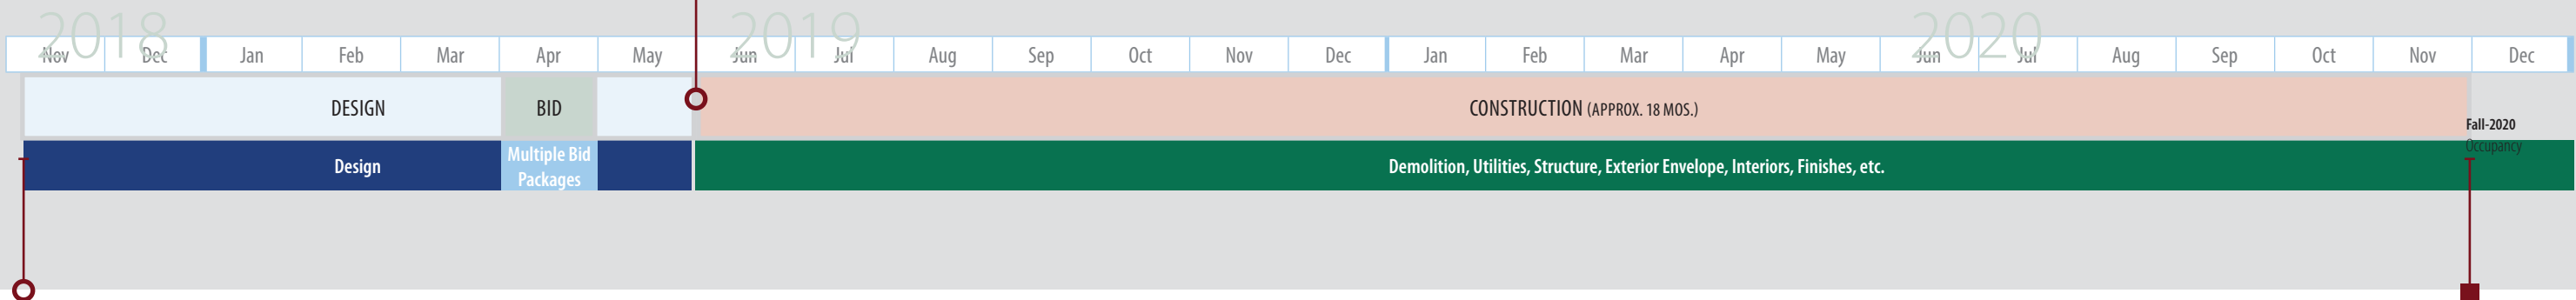 2018 2019 2020
Nov Dec Jan Feb Mar Apr May Jun Jul Aug Sep Oct Nov Dec Jan Feb Mar Apr May Jun Jul Aug Sep Oct Nov Dec
DESIGN BID CONSTRUCTION (APPROX. 18 MOS.)
Fall-2020
Occupancy
Design
Multiple Bid
Packages
Demolition, Utilities, Structure, Exterior Envelope, Interiors, Finishes, etc.